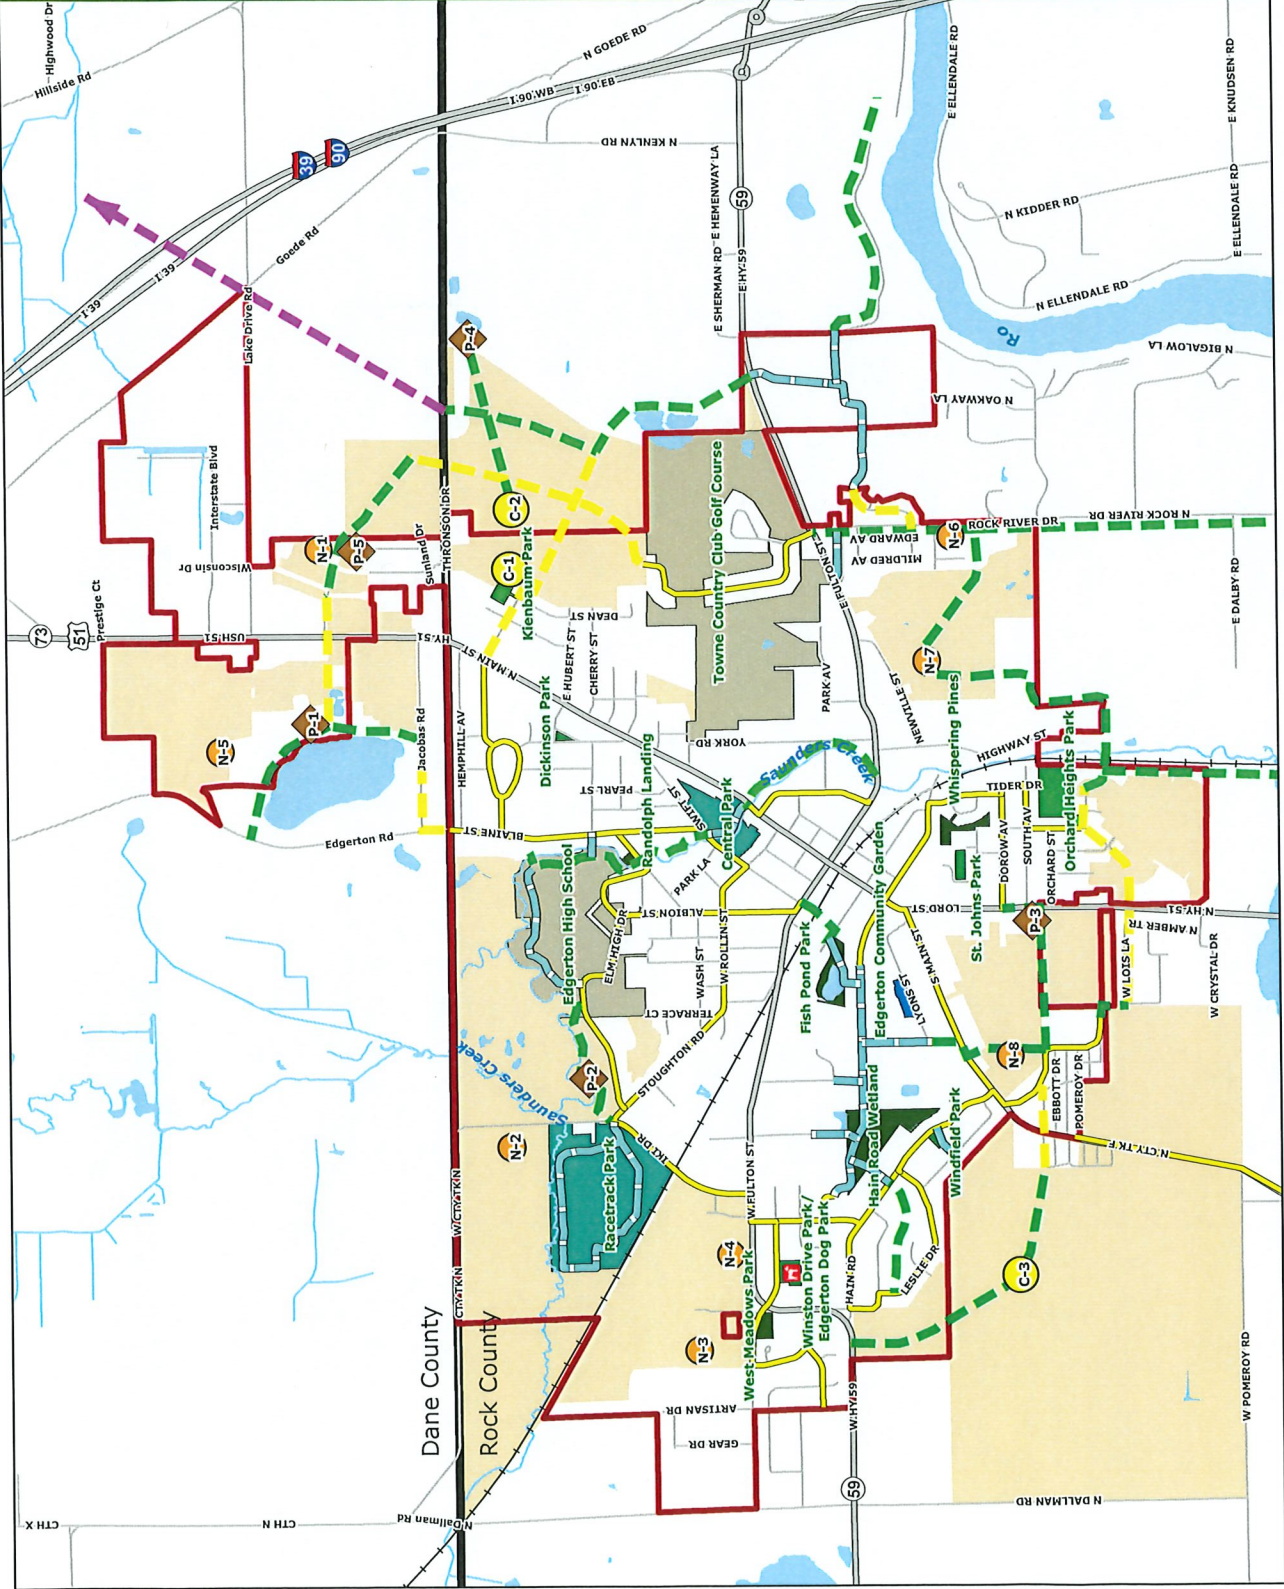 Highwood Dr
Hillside Rd
N GOEDE RD
I 90 WB
I 90 EB
39
90
N KENLYN RD
E ELLENDALE RD
E KNUDSEN RD
E ELLENDALE RD
N KIDDER RD
N ELLENDALE RD
N BIGALOW LA
Ro
I 39
I 39
Goede Rd
Lake Drive Rd
E SHERMAN RD
E HEMENWAY LA
59
E HY 59
P-4
N OAKWAY LA
Interstate Blvd
Wisconsin Dr
Prestige Ct
73
51
USH 51
HY 51
N-1
P-5
Sunland Dr
THRONSON DR
C-2
C-1
Kienbaum Park
DEAN ST
E HUBERT ST
CHERRY ST
N MAIN ST
Towne Country Club Golf Course
E FULTON ST
E FULTON ST
EDWARD AV
MILDRED AV
N-6
ROCK RIVER DR
N ROCK RIVER DR
E DALBY RD
N-7
NEWVILLE ST
PARK AV
Whispering Pines
HIGHWAY ST
N-5
P-1
Jacobas Rd
HEMPHILL AV
Dickinson Park
YORK RD
PEARL ST
Randolph Landing
SWIFT ST
Saunders Creek
Central Park
BLAINE ST
Edgerton Rd
TIDER DR
SOUTH AV
DOROW AV
ORCHARD ST
Orchard Heights Park
St. Johns Park
LORD ST
P-3
N HY 51
N AMBER TR
W LOIS LA
W CRYSTAL DR
Edgerton High School
ELM HIGH DR
ALBION ST
PARK LA
W ROLLIN ST
WASH ST
TERRACE CT
Edgerton Community Garden
Fish Pond Park
LYONS ST
S MAIN ST
STOUGHTON RD
Saunders Creek
P-2
N-2
N-8
EBBOTT DR
POMEROY DR
N CTY TK F
Racetrack Park
IKI DR
W FULTON ST
Hain Road Wetland
Windfield Park
W CTY TK N
CTY TK N
N-4
N-3
West Meadows Park
Winston Drive Park/
Edgerton Dog Park
HAIN RD
LESLIE DR
C-3
Dane County
Rock County
ARTISAN DR
GEAR DR
W HY 59
59
W POMEROY RD
N DALLMAN RD
N Dallman Rd
CTH N
CTH X